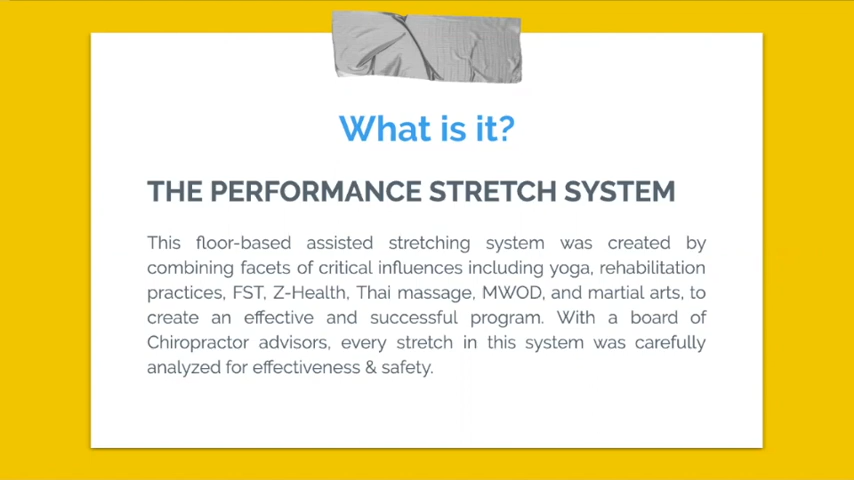 What is it?
THE PERFORMANCE STRETCH SYSTEM
This floor-based assisted stretching system was created by
combining facets of critical influences including yoga, rehabilitation
practices, FST, Z-Health, Thai massage, MWOD, and martial arts, to
create an effective and successful program. With a board of
Chiropractor advisors, every stretch in this system was carefully
analyzed for effectiveness & safety.